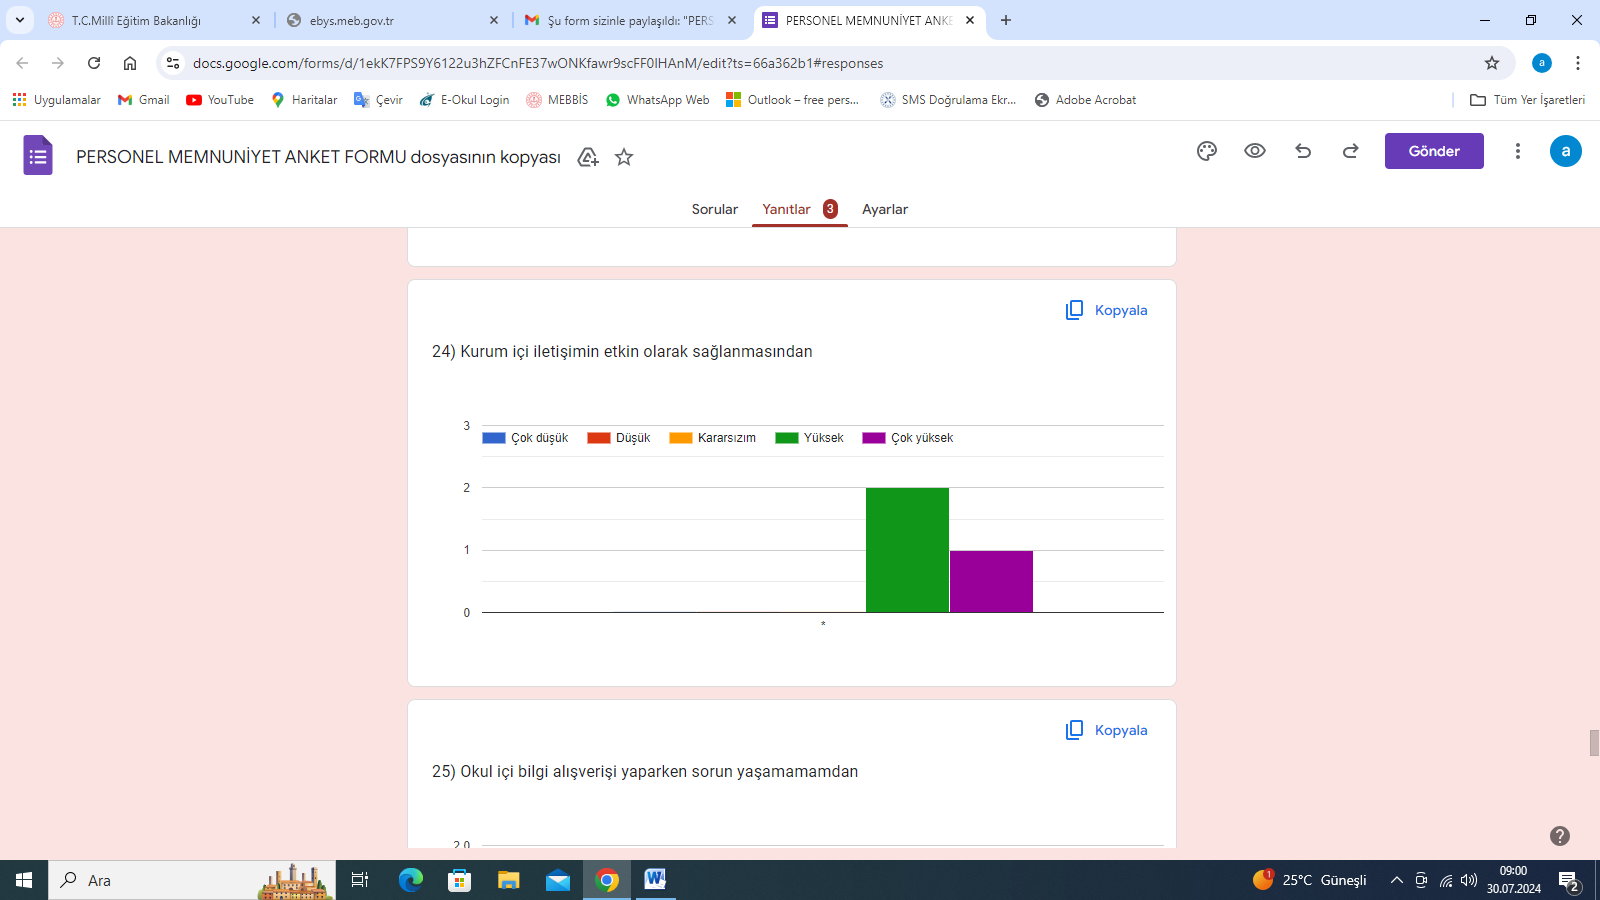 T.C.Millî Eğitim Bakanlığı
ebys.meb.gov.tr
Şu form sizinle paylaşıldı: "PERS
PERSONEL MEMNUNİYET ANKE
docs.google.com/forms/d/1ekK7FPS9Y6122u3hZFCnFE37wONKfawr9scFF0IHAnM/edit?ts=66a362b1#responses
a
Uygulamalar
Gmail
YouTube
Haritalar
Çevir
E-Okul Login
MEBBİS
WhatsApp Web
Outlook – free pers...
SMS Doğrulama Ekr...
Adobe Acrobat
Tüm Yer İşaretleri
PERSONEL MEMNUNİYET ANKET FORMU dosyasının kopyası
Gönder
a
Sorular
Yanıtlar 3
Ayarlar
Kopyala
24) Kurum içi iletişimin etkin olarak sağlanmasından
3
Çok düşük Düşük Kararsızım Yüksek Çok yüksek
2
1
0
*
Kopyala
25) Okul içi bilgi alışverişi yaparken sorun yaşamamamdan
2,0
Ara
W
1
25°C Güneşli
09:00
30.07.2024
2